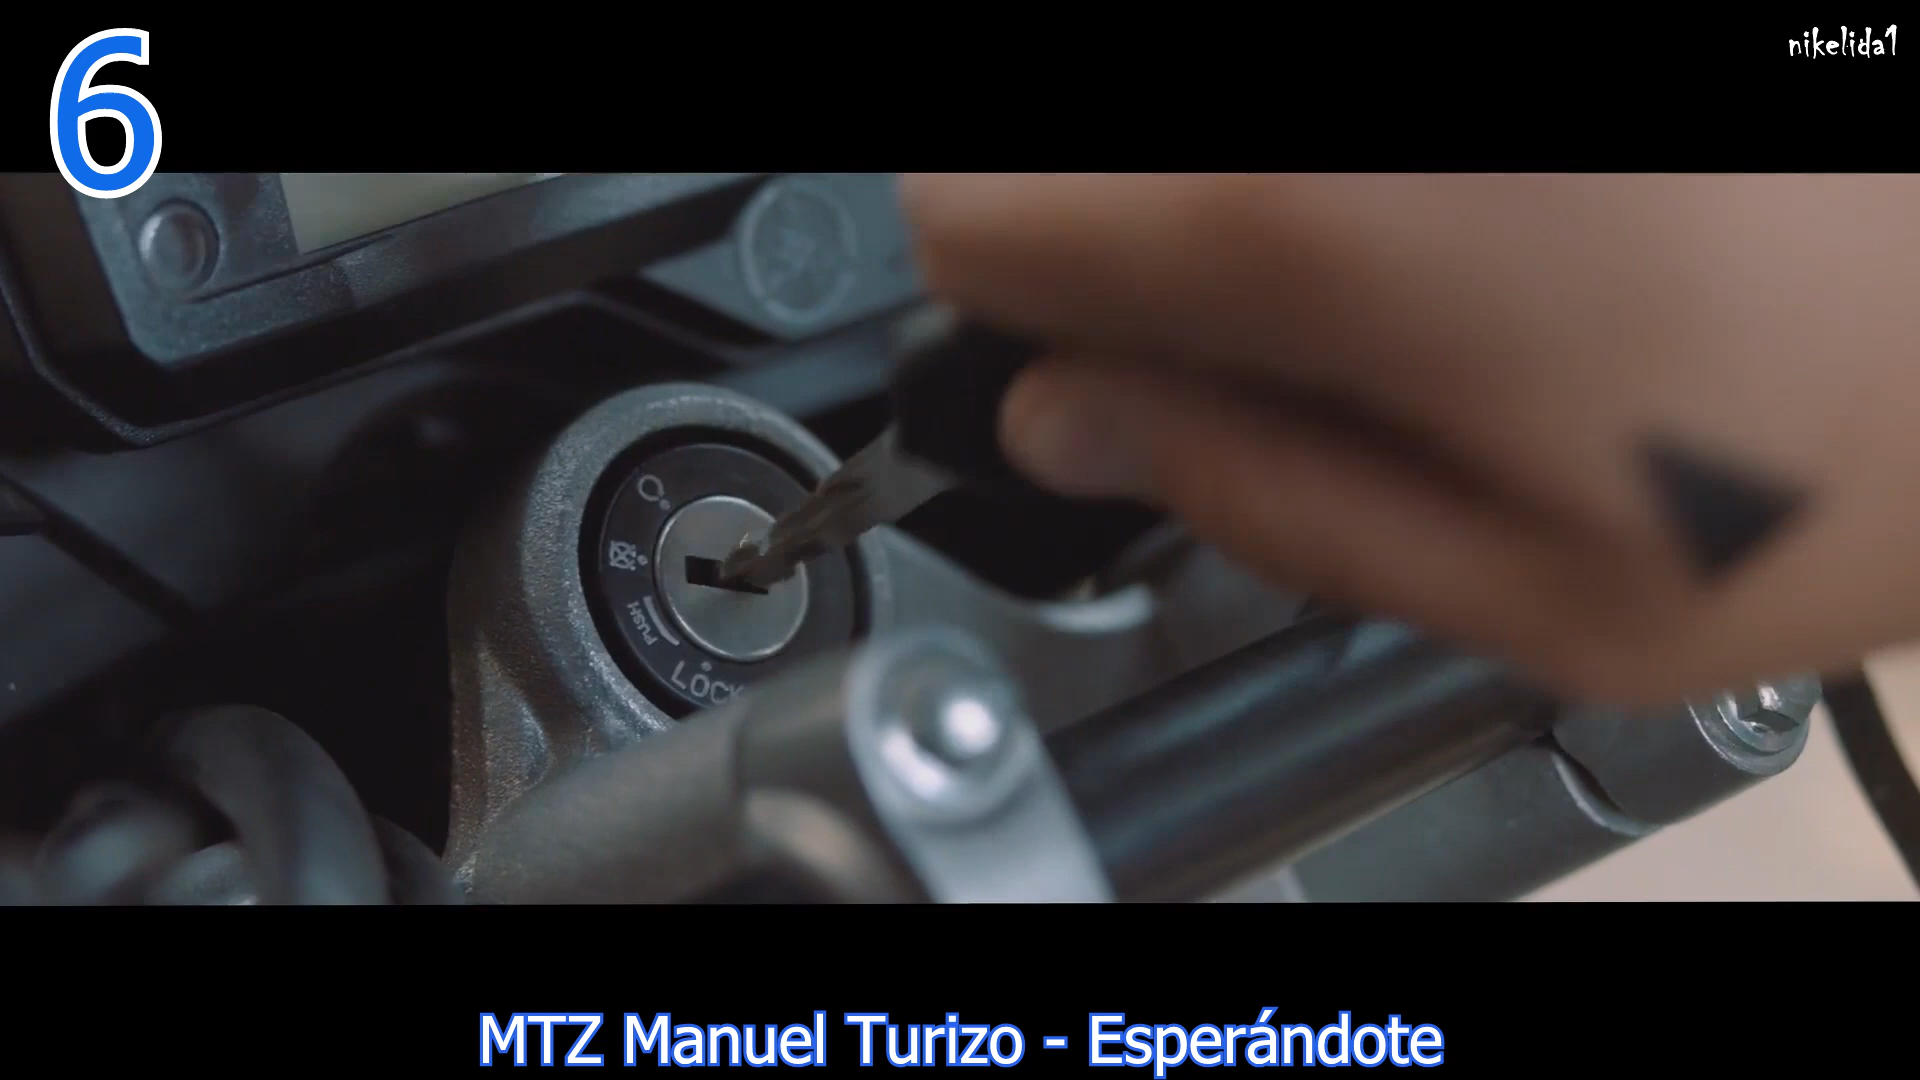 6
nikelida1
PUSH
LOCK
MTZ Manuel Turizo - Esperándote